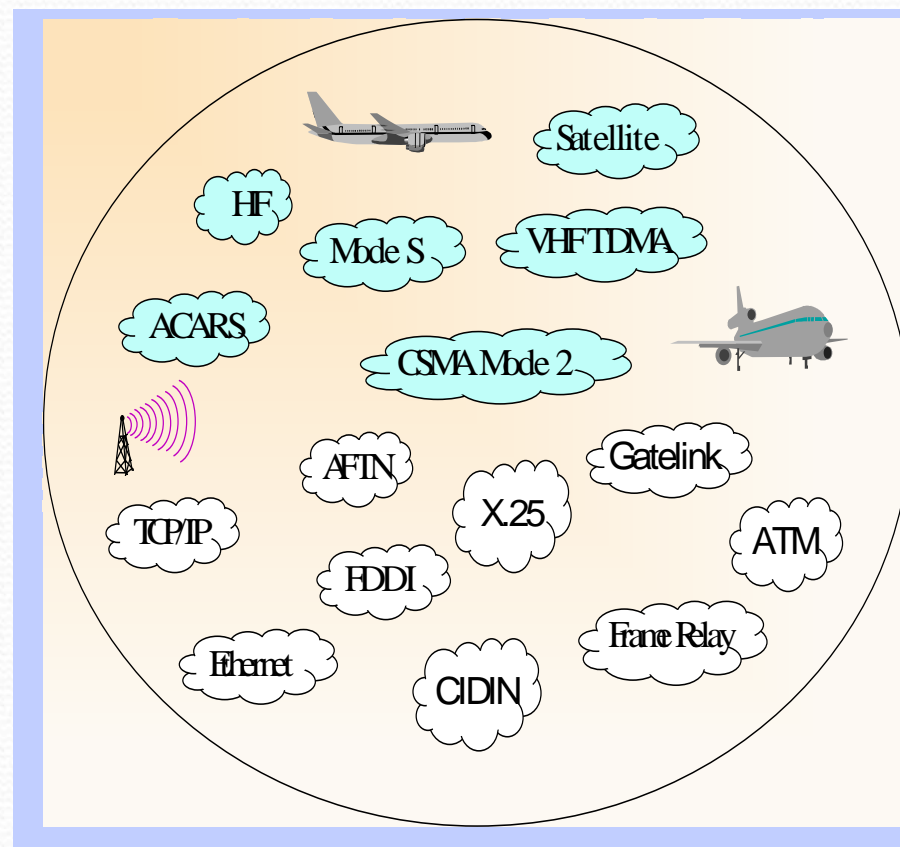 Satellite
HF
Mode S
VHF TDMA
ACARS
CSMA Mode 2
AFTN
Gatelink
X.25
TCP/IP
ATM
FDDI
Frame Relay
Ethernet
CIDIN